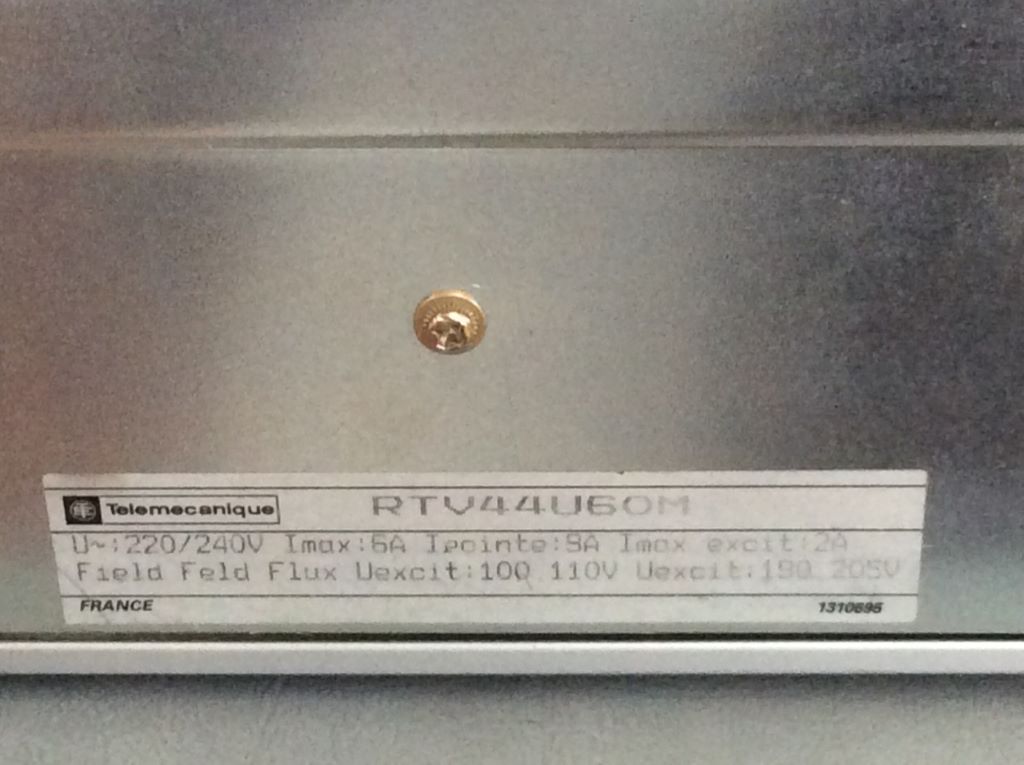 TE Telemecanique RTV44U60M
U~:220/240V Imax:6A Ipointe:9A Imax excit:2A
Field Feld Flux Uexcit:100 110V Uexcit:190 205V
FRANCE 1310695